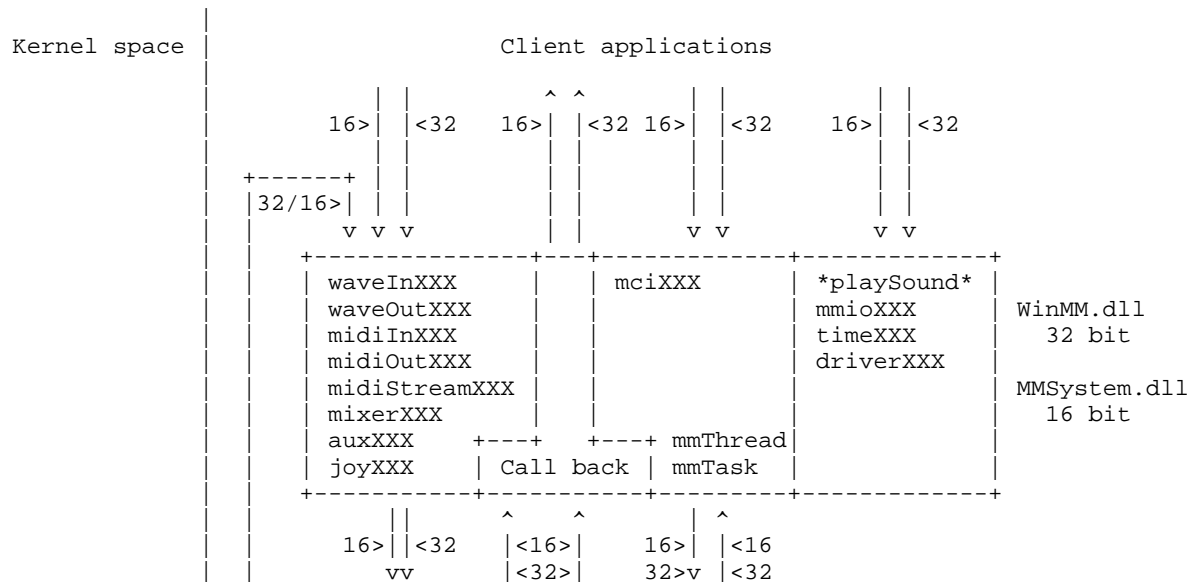 Kernel space | Client applications
16>| |<32 16>| |<32 16>| |<32 16>| |<32
32/16>|
waveInXXX mciXXX *playSound*
waveOutXXX mmioXXX WinMM.dll
midiInXXX timeXXX 32 bit
midiOutXXX driverXXX
midiStreamXXX MMSystem.dll
mixerXXX 16 bit
auxXXX mmThread
joyXXX Call back mmTask
16>||<32 |<16>| 16>| |<16
vv |<32>| 32>v |<32